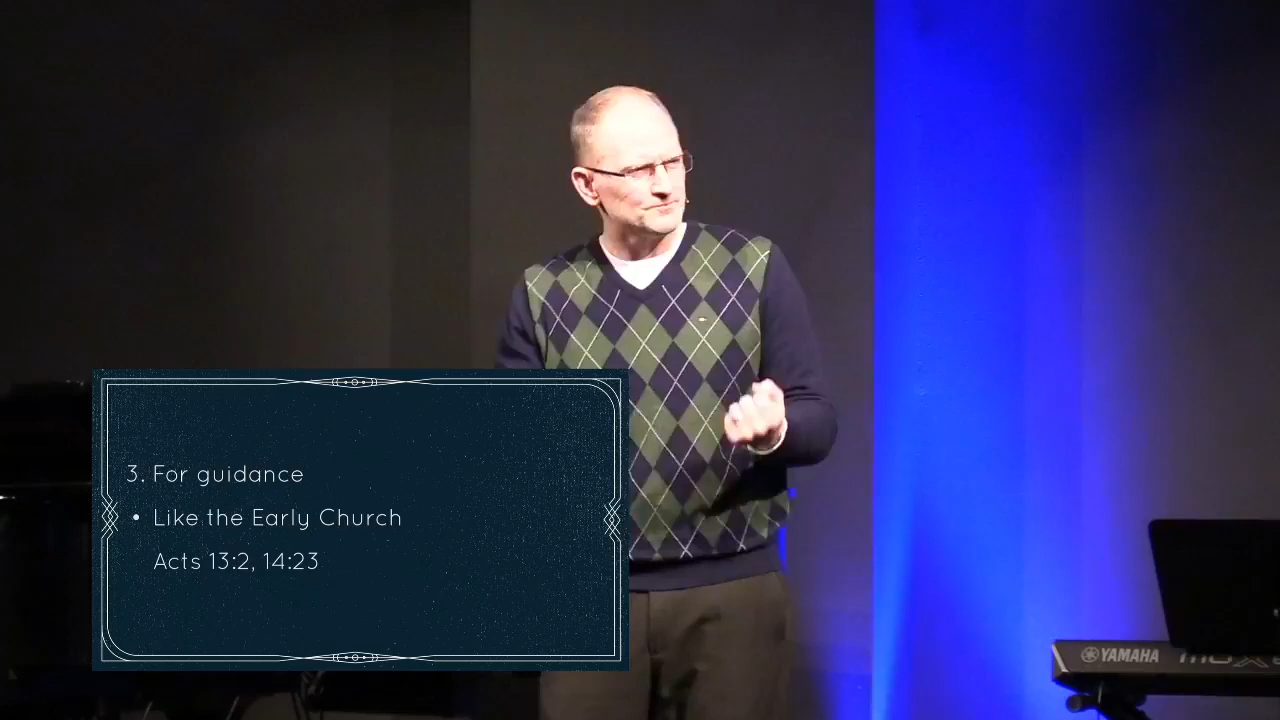 3. For guidance
• Like the Early Church
Acts 13:2, 14:23
YAMAHA